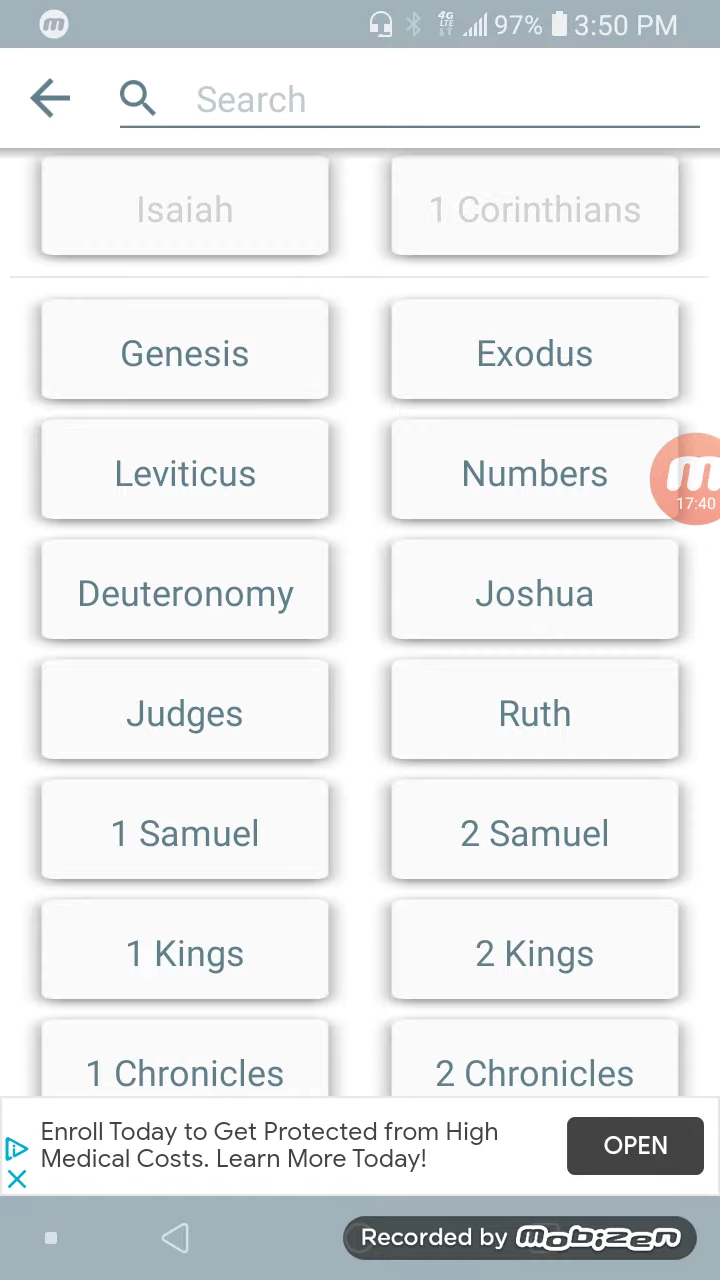 m 4G LTE 97% 3:50 PM
Search
Isaiah 1 Corinthians
Genesis Exodus
Leviticus Numbers
m
17:40
Deuteronomy Joshua
Judges Ruth
1 Samuel 2 Samuel
1 Kings 2 Kings
1 Chronicles 2 Chronicles
Enroll Today to Get Protected from High
Medical Costs. Learn More Today!
OPEN
Recorded by mobizen